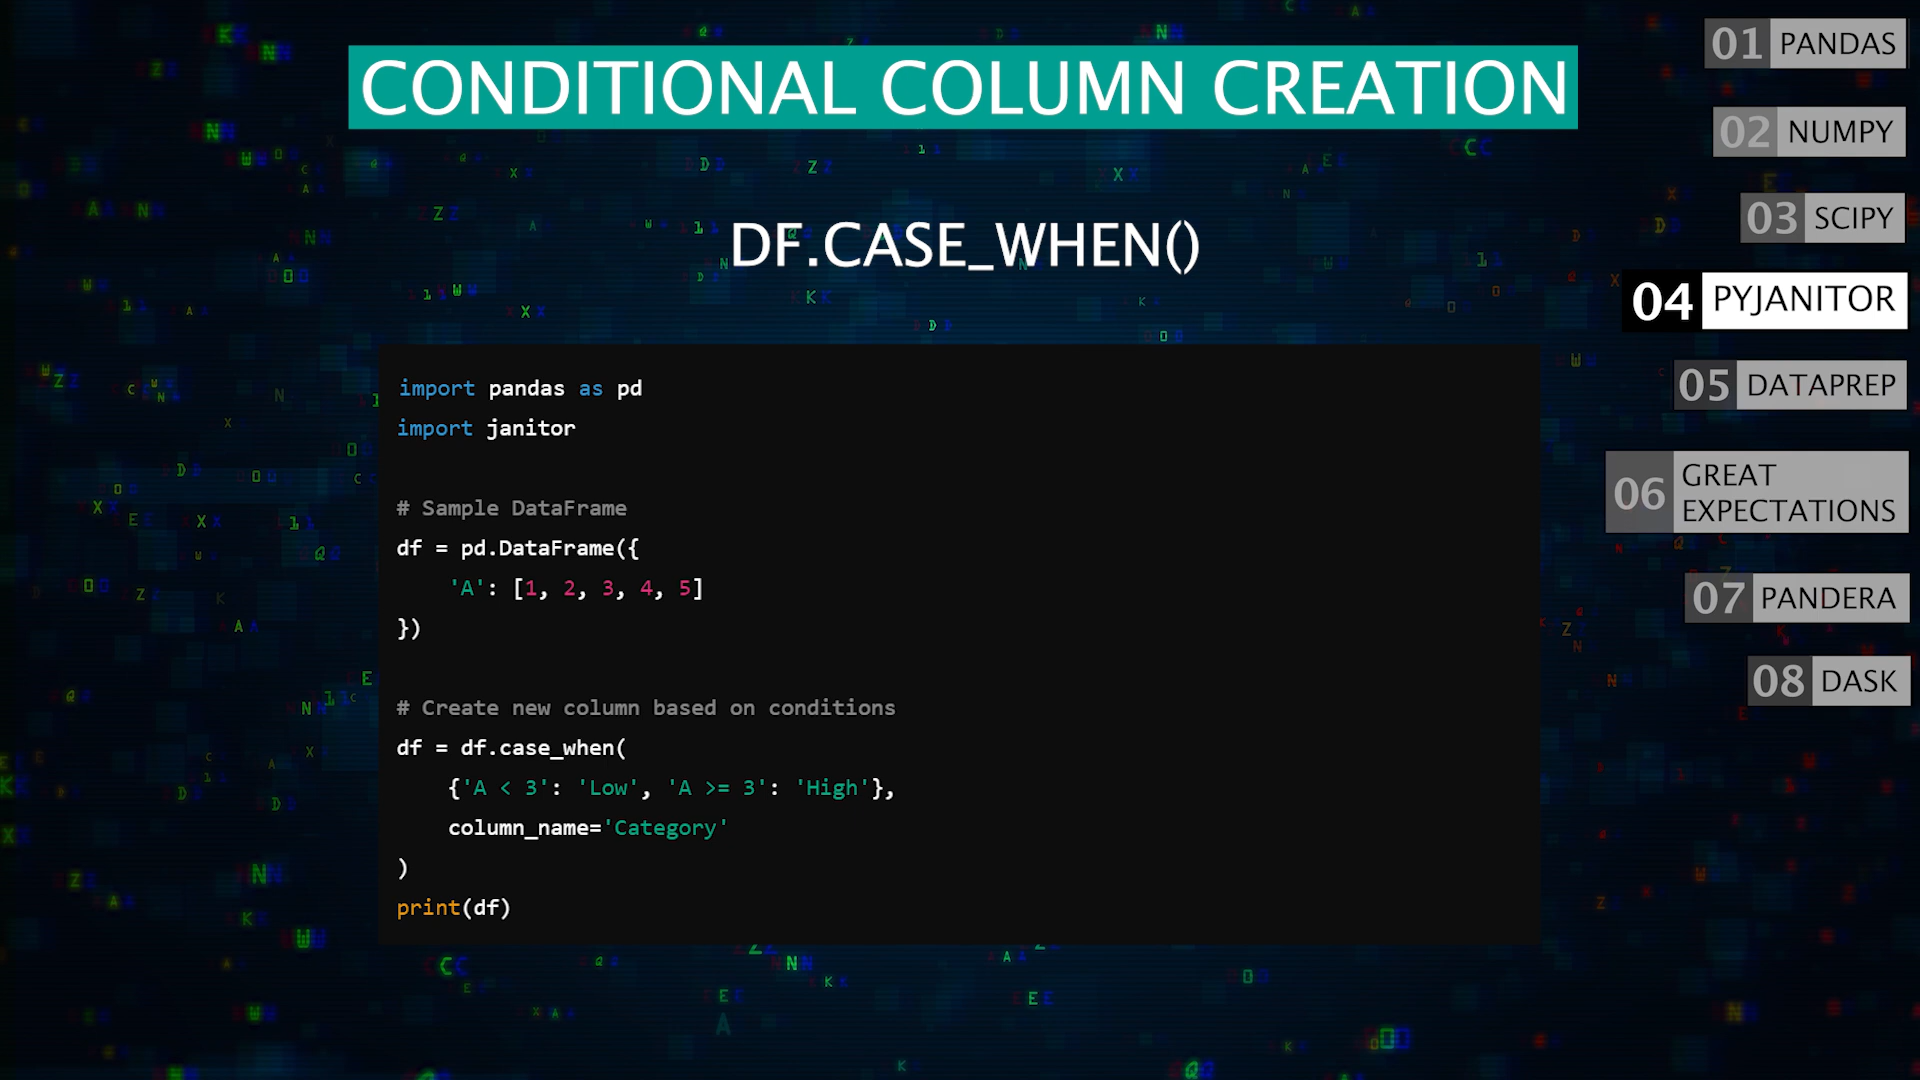 CONDITIONAL COLUMN CREATION
DF.CASE_WHEN()
import pandas as pd
import janitor
# Sample DataFrame
df = pd.DataFrame({
    'A': [1, 2, 3, 4, 5]
})
# Create new column based on conditions
df = df.case_when(
    {'A < 3': 'Low', 'A >= 3': 'High'},
    column_name='Category'
)
print(df)
01 PANDAS
02 NUMPY
03 SCIPY
04 PYJANITOR
05 DATAPREP
06 GREAT
EXPECTATIONS
07 PANDERA
08 DASK